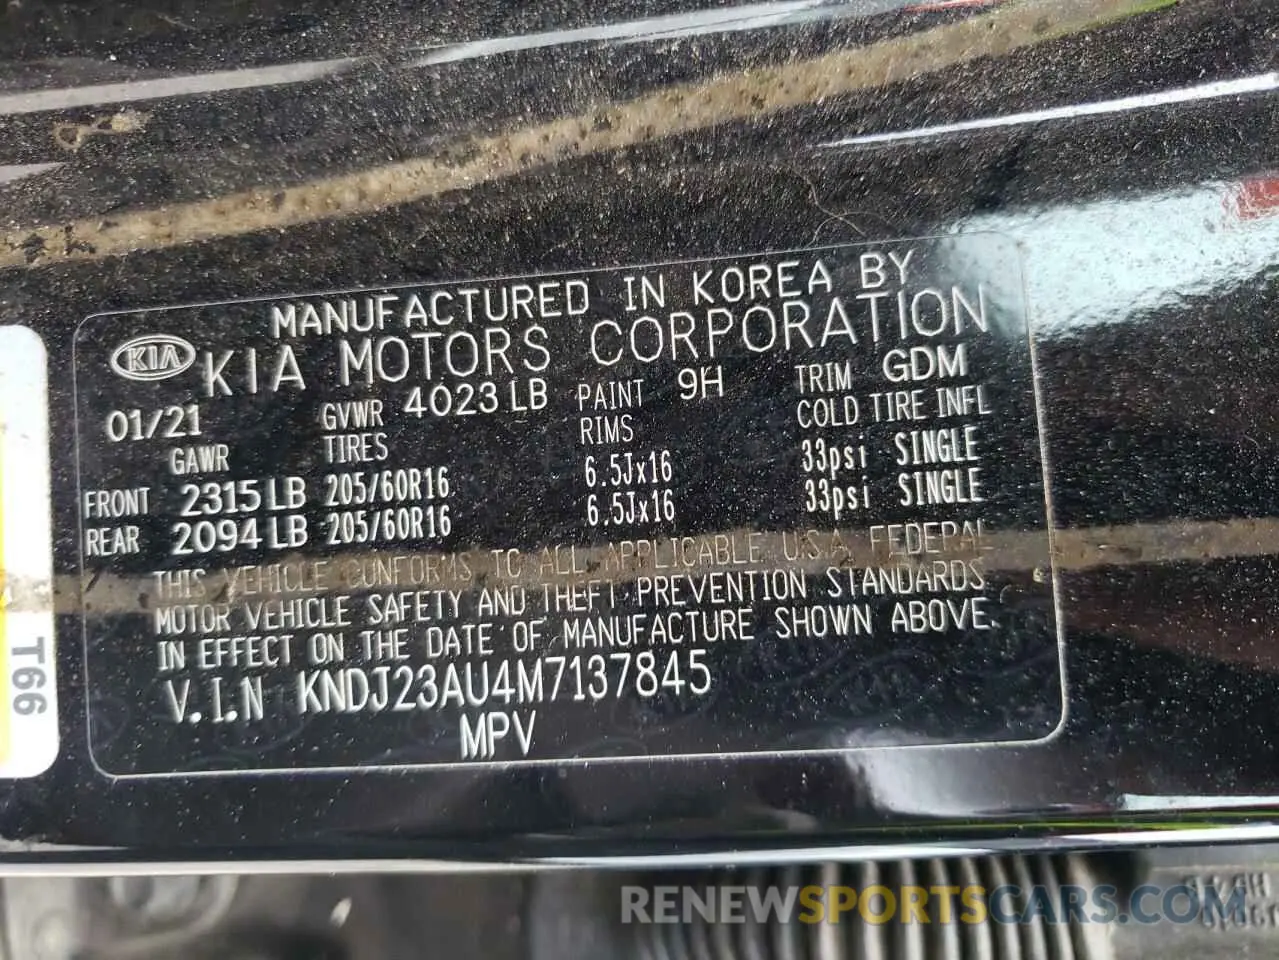 MANUFACTURED IN KOREA BY
KIA KIA MOTORS CORPORATION
01/21 GVWR 4023 LB PAINT 9H TRIM GDM
GAWR TIRES RIMS COLD TIRE INFL
FRONT 2315 LB 205/60R16 6.5Jx16 33psi SINGLE
REAR 2094 LB 205/60R16 6.5Jx16 33psi SINGLE
THIS VEHICLE CONFORMS TO ALL APPLICABLE U.S.A FEDERAL
MOTOR VEHICLE SAFETY AND THEFT PREVENTION STANDARDS
IN EFFECT ON THE DATE OF MANUFACTURE SHOWN ABOVE.
V.I.N KNDJ23AU4M7137845
MPV
T66
RENEWSPORTSCARS.COM